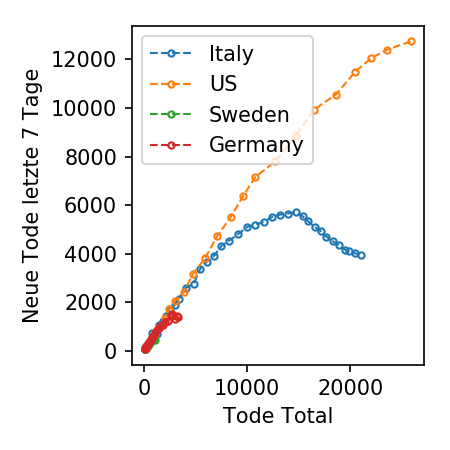 Italy
US
Sweden
Germany
Neue Tode letzte 7 Tage
12000
10000
8000
6000
4000
2000
0
0 10000 20000
Tode Total